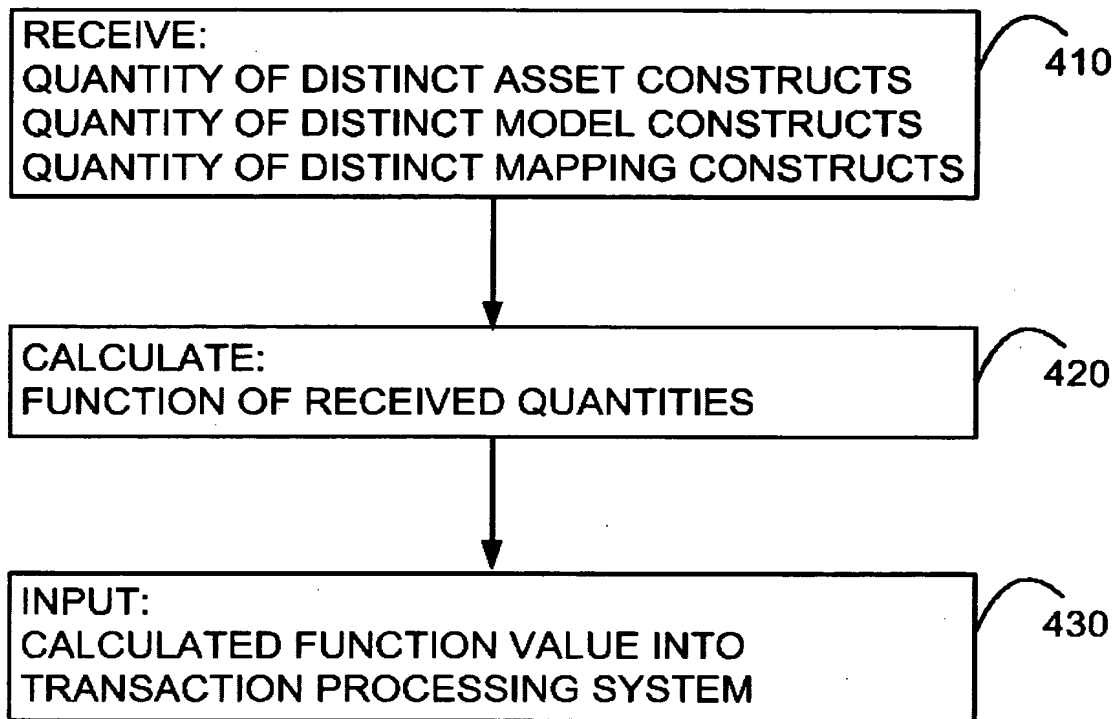 RECEIVE:
QUANTITY OF DISTINCT ASSET CONSTRUCTS
QUANTITY OF DISTINCT MODEL CONSTRUCTS
QUANTITY OF DISTINCT MAPPING CONSTRUCTS
410
CALCULATE:
FUNCTION OF RECEIVED QUANTITIES
420
INPUT:
CALCULATED FUNCTION VALUE INTO
TRANSACTION PROCESSING SYSTEM
430